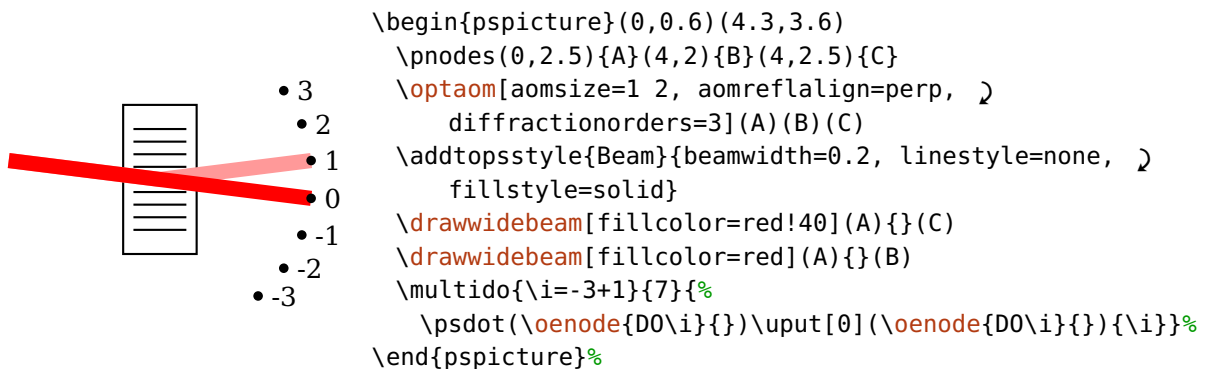 3
2
1
0
-1
-2
-3
\begin{pspicture}(0,0.6)(4.3,3.6)
\pnodes(0,2.5){A}(4,2){B}(4,2.5){C}
\optaom[aomsize=1 2, aomreflalign=perp,
diffractionorders=3](A)(B)(C)
\addtopsstyle{Beam}{beamwidth=0.2, linestyle=none,
fillstyle=solid}
\drawwidebeam[fillcolor=red!40](A){}(C)
\drawwidebeam[fillcolor=red](A){}(B)
\multido{\i=-3+1}{7}{%
\psdot(\oenode{DO\i}{})\uput[0](\oenode{DO\i}{}){\i}}%
\end{pspicture}%